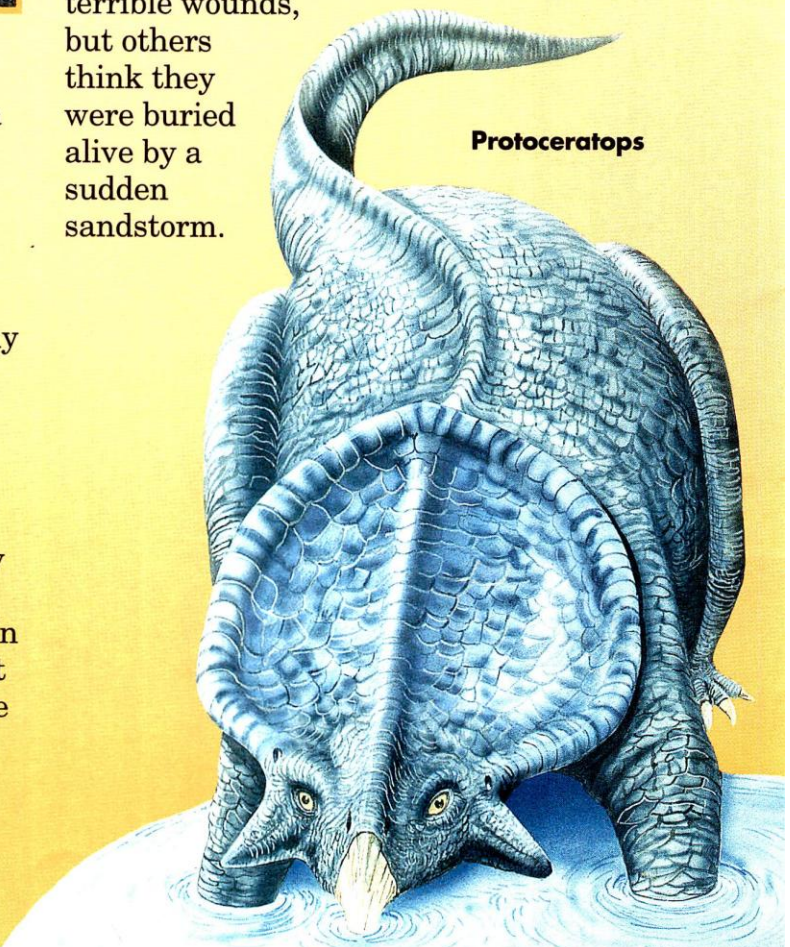 terrible wounds,
but others
think they
were buried
alive by a
sudden
sandstorm.
Protoceratops